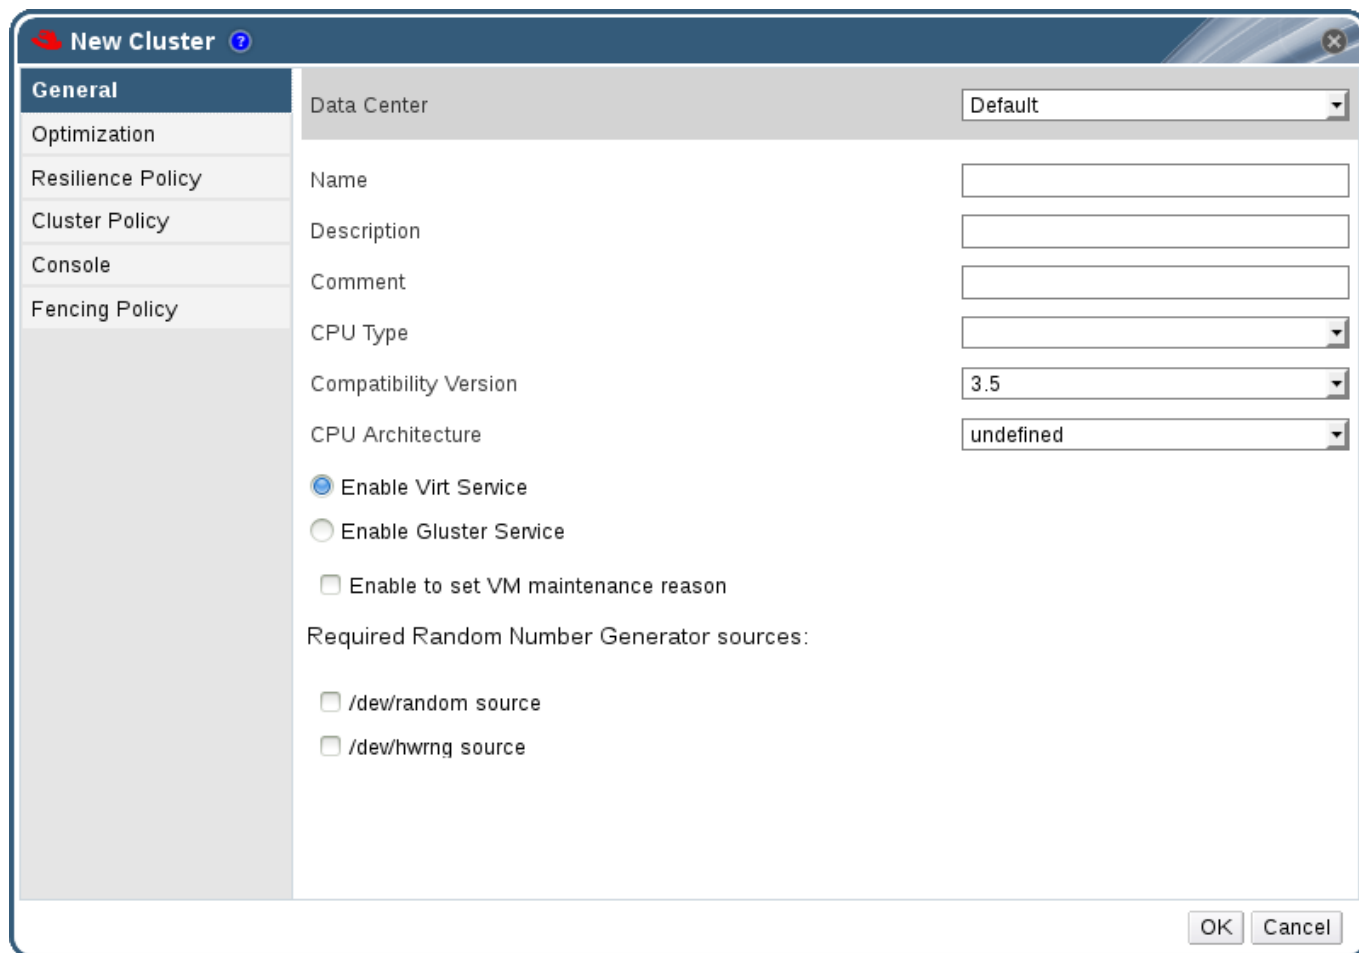 New Cluster ?
General
Optimization
Resilience Policy
Cluster Policy
Console
Fencing Policy
Data Center Default
Name
Description
Comment
CPU Type
Compatibility Version 3.5
CPU Architecture undefined
Enable Virt Service
Enable Gluster Service
Enable to set VM maintenance reason
Required Random Number Generator sources:
/dev/random source
/dev/hwrng source
OK Cancel